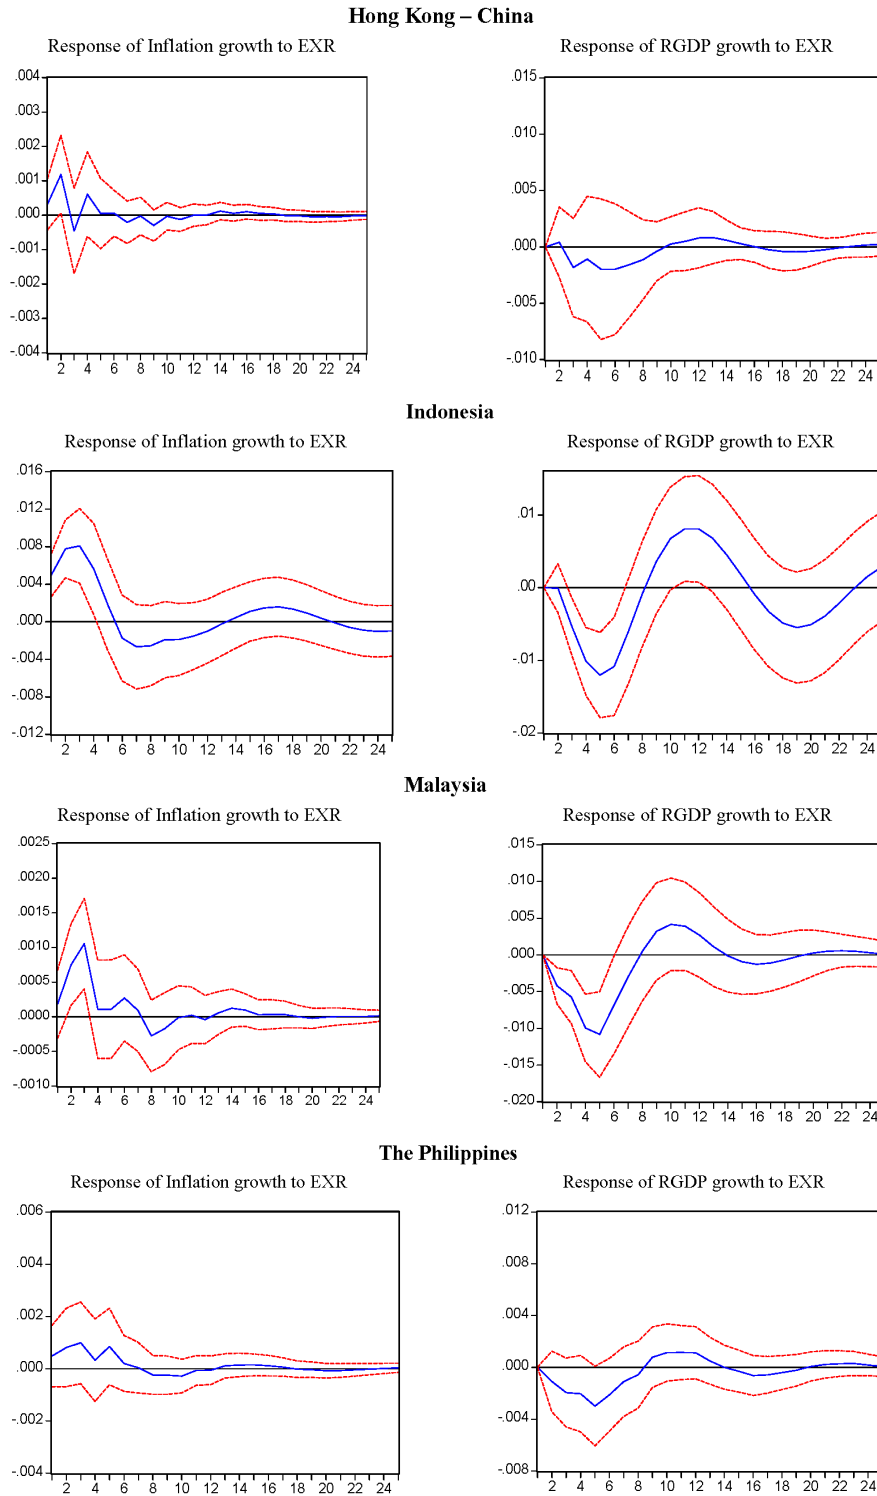 Hong Kong – China
Response of Inflation growth to EXR
.004
.003
.002
.001
.000
-.001
-.002
-.003
-.004
2 4 6 8 10 12 14 16 18 20 22 24
Response of RGDP growth to EXR
.015
.010
.005
.000
-.005
-.010
2 4 6 8 10 12 14 16 18 20 22 24
Indonesia
Response of Inflation growth to EXR
.016
.012
.008
.004
.000
-.004
-.008
-.012
2 4 6 8 10 12 14 16 18 20 22 24
Response of RGDP growth to EXR
.01
.00
-.01
-.02
2 4 6 8 10 12 14 16 18 20 22 24
Malaysia
Response of Inflation growth to EXR
.0025
.0020
.0015
.0010
.0005
.0000
-.0005
-.0010
2 4 6 8 10 12 14 16 18 20 22 24
Response of RGDP growth to EXR
.015
.010
.005
.000
-.005
-.010
-.015
-.020
2 4 6 8 10 12 14 16 18 20 22 24
The Philippines
Response of Inflation growth to EXR
.006
.004
.002
.000
-.002
-.004
2 4 6 8 10 12 14 16 18 20 22 24
Response of RGDP growth to EXR
.012
.008
.004
.000
-.004
-.008
2 4 6 8 10 12 14 16 18 20 22 24